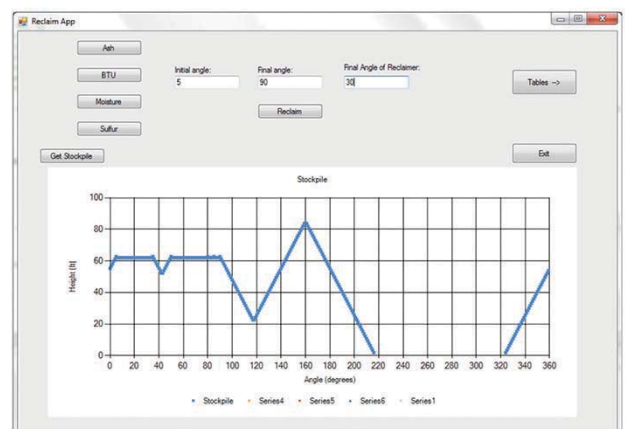 Reclaim App
Ash
BTU
Moisture
Sulfur
Get Stockpile
Initial angle:
5
Final angle:
90
Final Angle of Reclaimer:
30
Reclaim
Tables -->
Exit
Stockpile
Height [ft]
100
80
60
40
20
0
0 20 40 60 80 100 120 140 160 180 200 220 240 260 280 300 320 340 360
Angle (degrees)
Stockpile Series4 Series5 Series6 Series1